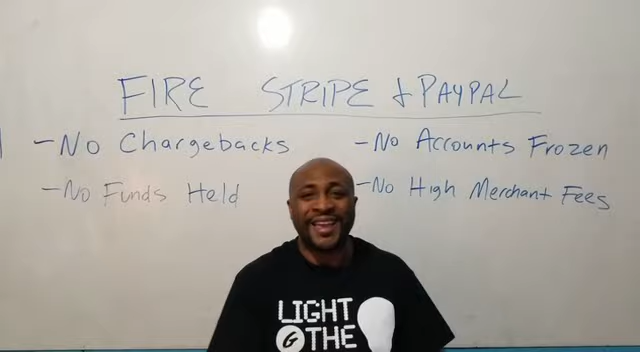 FIRE STRIPE & PAYPAL
- No Chargebacks - No Accounts Frozen
- No Funds Held - No High Merchant Fees
LIGHT
G THE